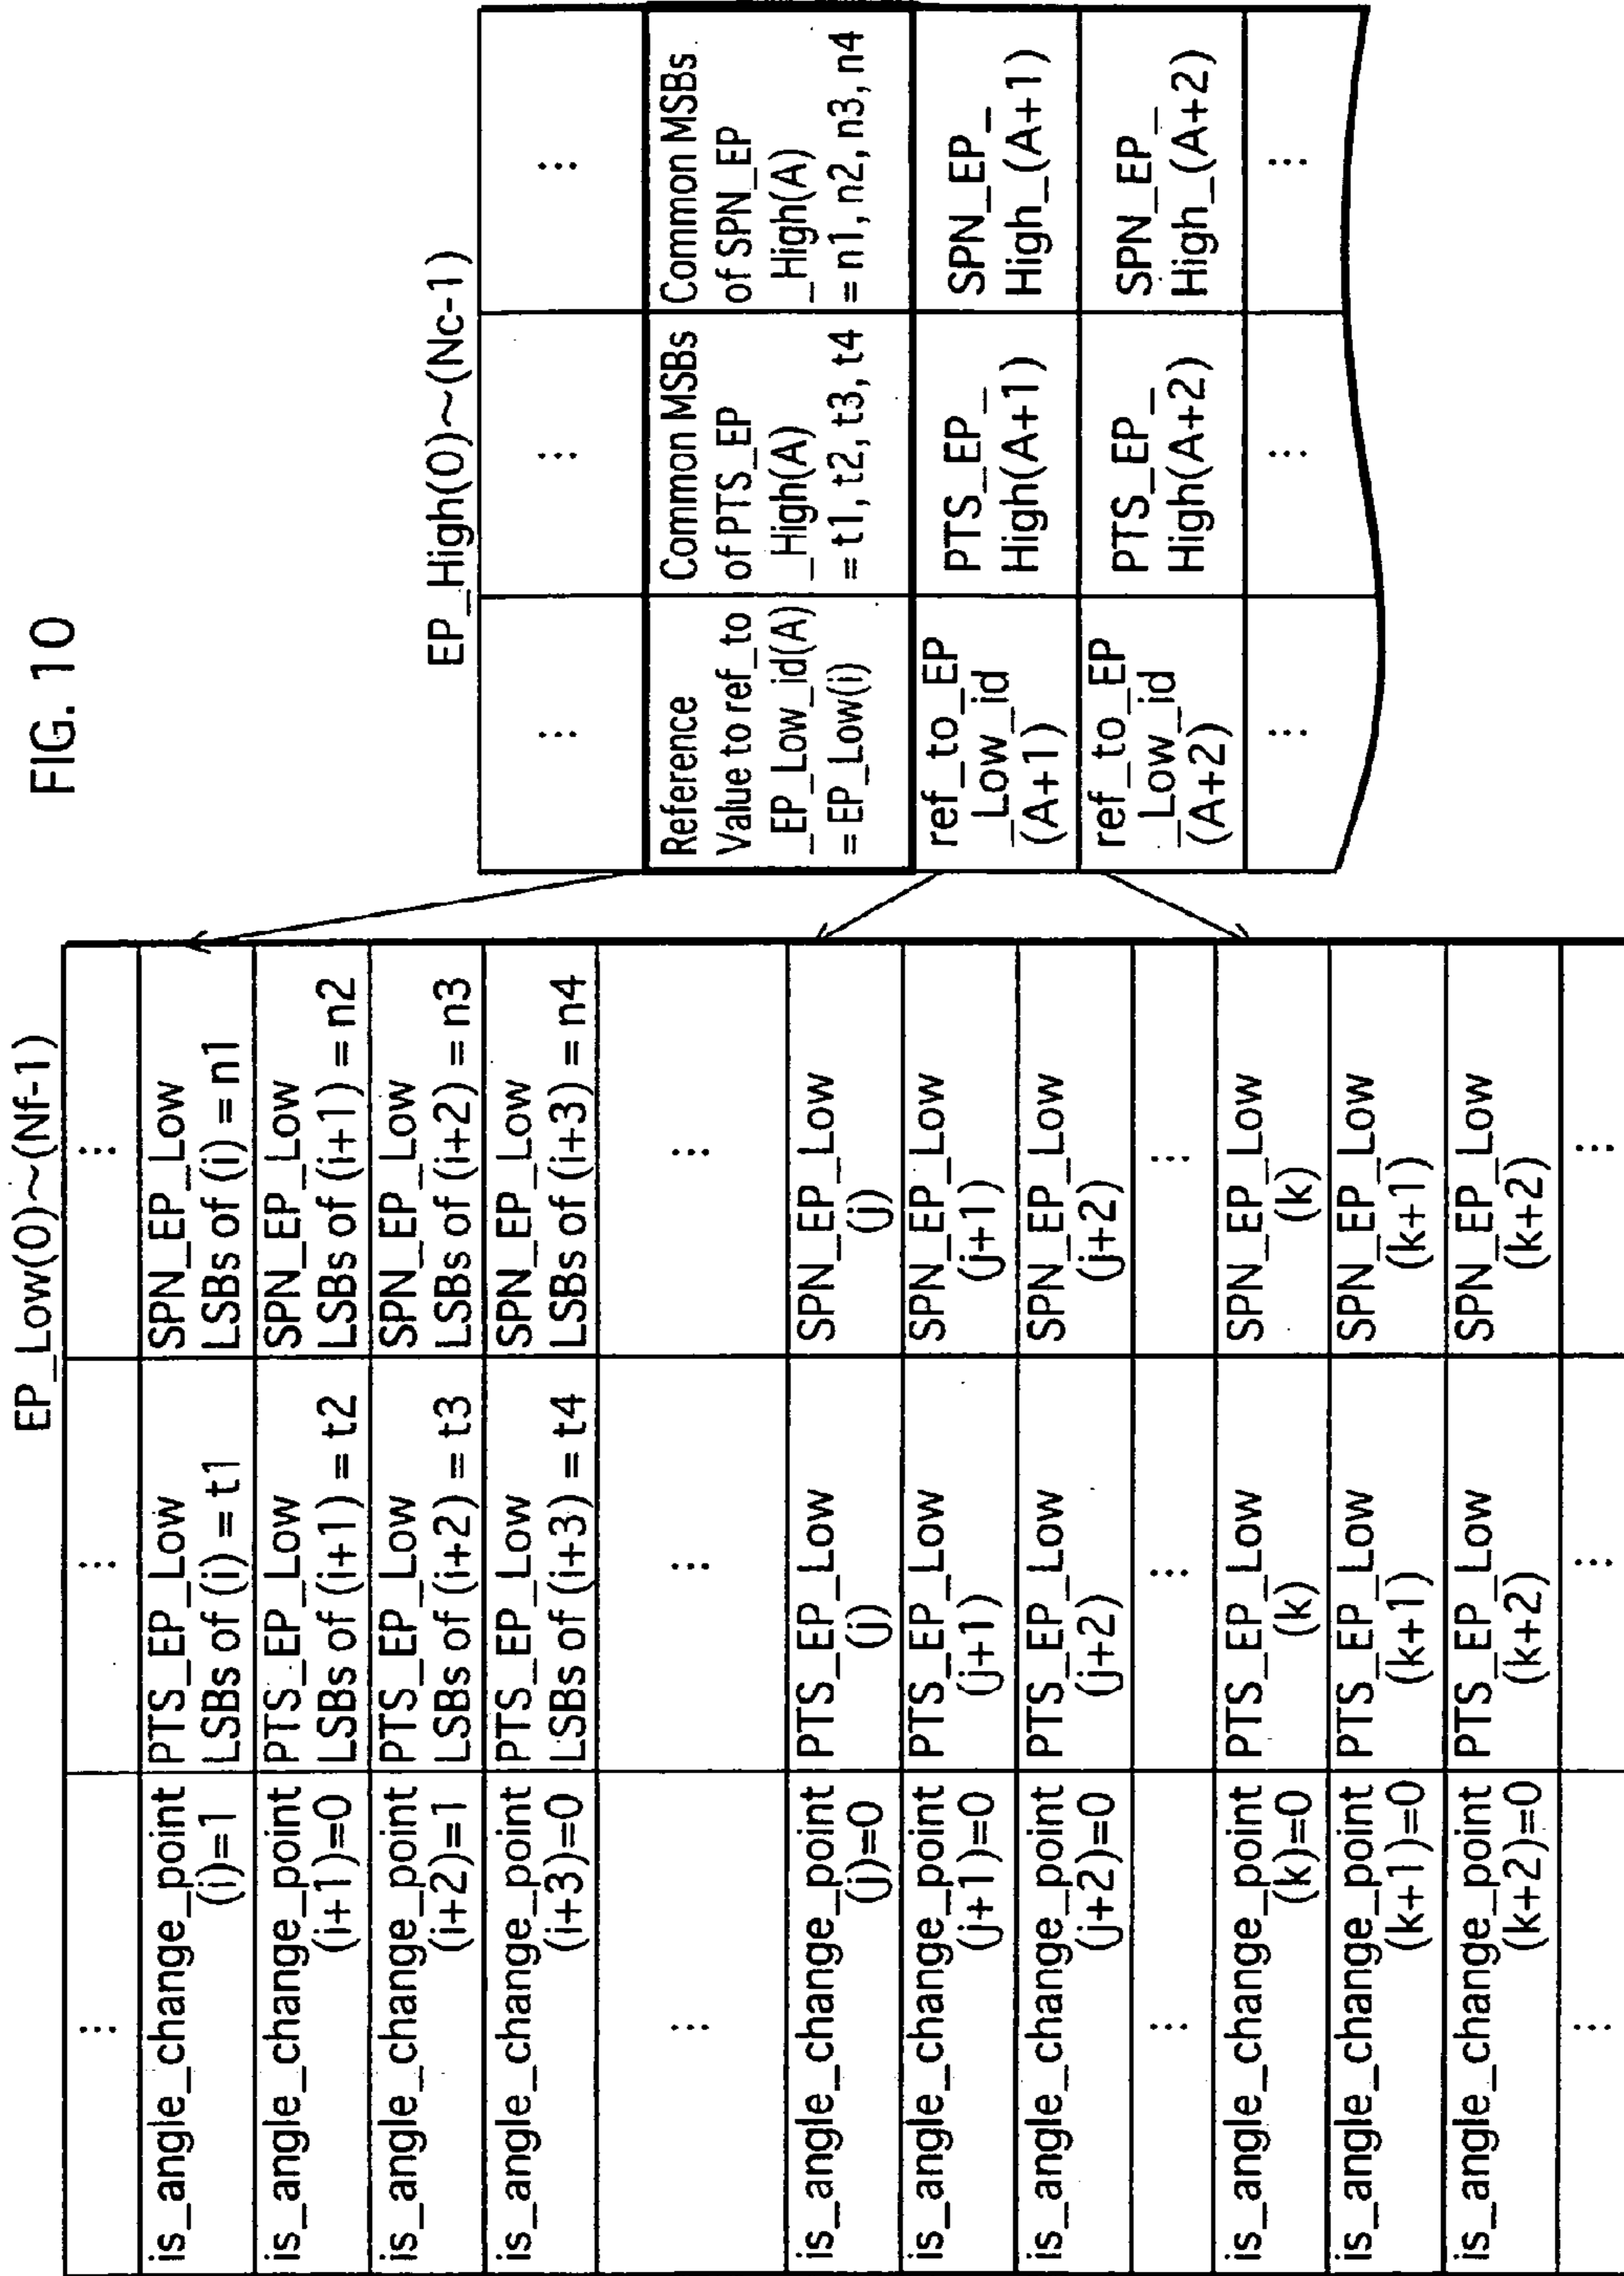 FIG. 10
EP_Low(0)~(Nf-1)
⋮ ⋮ ⋮
is_angle_change_point
(i)=1
PTS_EP_Low
LSBs of (i) = t1
SPN_EP_Low
LSBs of (i) = n1
is_angle_change_point
(i+1)=0
PTS_EP_Low
LSBs of (i+1) = t2
SPN_EP_Low
LSBs of (i+1) = n2
is_angle_change_point
(i+2)=1
PTS_EP_Low
LSBs of (i+2) = t3
SPN_EP_Low
LSBs of (i+2) = n3
is_angle_change_point
(i+3)=0
PTS_EP_Low
LSBs of (i+3) = t4
SPN_EP_Low
LSBs of (i+3) = n4
⋮ ⋮ ⋮
is_angle_change_point
(j)=0
PTS_EP_Low
(j)
SPN_EP_Low
(j)
is_angle_change_point
(j+1)=0
PTS_EP_Low
(j+1)
SPN_EP_Low
(j+1)
is_angle_change_point
(j+2)=0
PTS_EP_Low
(j+2)
SPN_EP_Low
(j+2)
⋮ ⋮ ⋮
is_angle_change_point
(k)=0
PTS_EP_Low
(k)
SPN_EP_Low
(k)
is_angle_change_point
(k+1)=0
PTS_EP_Low
(k+1)
SPN_EP_Low
(k+1)
is_angle_change_point
(k+2)=0
PTS_EP_Low
(k+2)
SPN_EP_Low
(k+2)
⋮ ⋮ ⋮
EP_High(0)~(Nc-1)
⋮ ⋮ ⋮
Reference
Value to ref_to
_EP_Low_id(A)
= EP_Low(i)
Common MSBs
of PTS_EP
_High(A)
= t1, t2, t3, t4
Common MSBs
of SPN_EP
_High(A)
= n1, n2, n3, n4
ref_to_EP
_Low_id
(A+1)
PTS_EP_
High(A+1)
SPN_EP_
High_(A+1)
ref_to_EP
_Low_id
(A+2)
PTS_EP_
High(A+2)
SPN_EP_
High_(A+2)
⋮ ⋮ ⋮